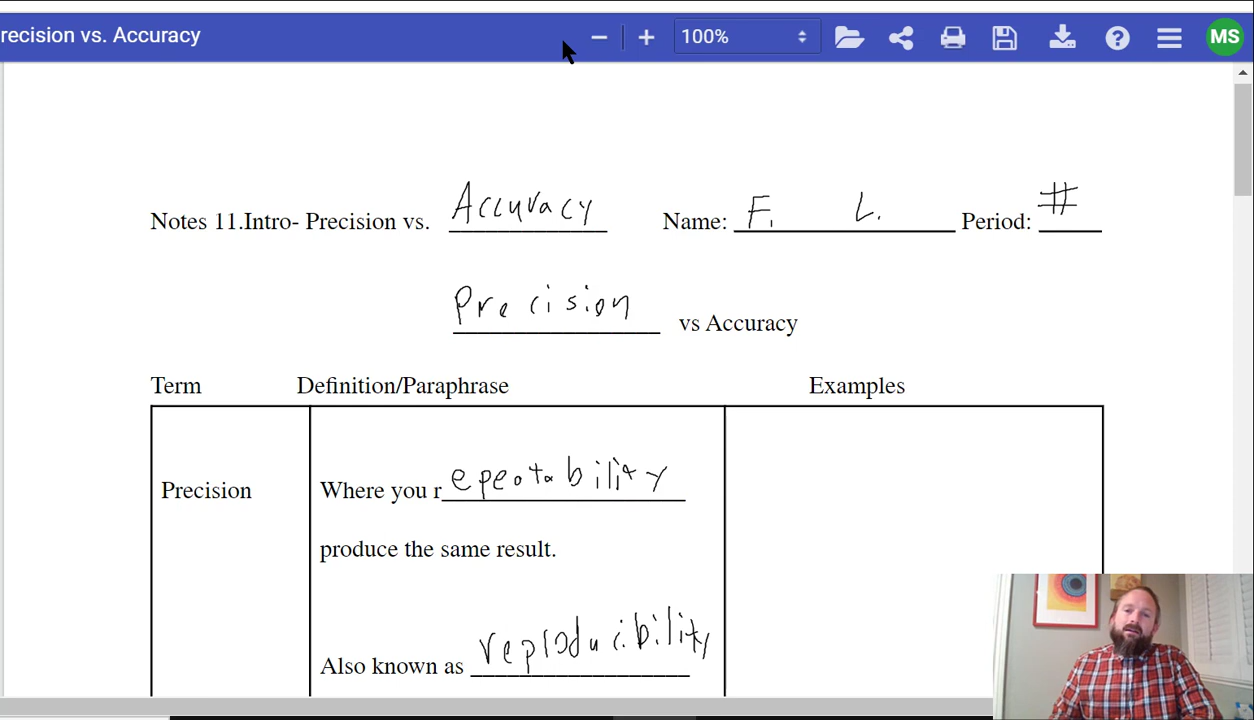 recision vs. Accuracy 100% MS
Notes 11.Intro- Precision vs. Accuracy Name: F. L. Period: #
Precision vs Accuracy
Term Definition/Paraphrase Examples
Precision Where you repeatability
produce the same result.
Also known as reproducibility